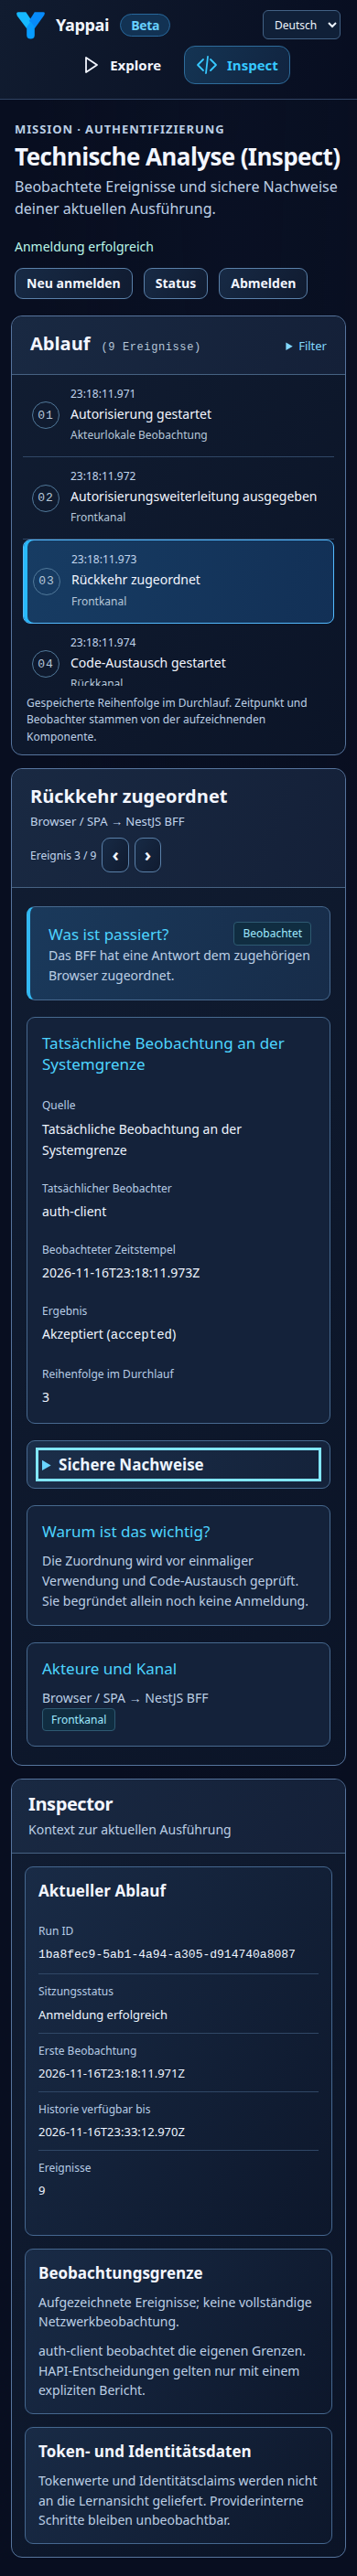 Yappai Beta Deutsch
Explore Inspect
MISSION · AUTHENTIFIZIERUNG
Technische Analyse (Inspect)
Beobachtete Ereignisse und sichere Nachweise
deiner aktuellen Ausführung.
Anmeldung erfolgreich
Neu anmelden Status Abmelden
Ablauf (9 Ereignisse) ▶ Filter
23:18:11.971
01 Autorisierung gestartet
Akteurlokale Beobachtung
23:18:11.972
02 Autorisierungsweiterleitung ausgegeben
Frontkanal
23:18:11.973
03 Rückkehr zugeordnet
Frontkanal
23:18:11.974
04 Code-Austausch gestartet
Rückkanal
Gespeicherte Reihenfolge im Durchlauf. Zeitpunkt und
Beobachter stammen von der aufzeichnenden
Komponente.
Rückkehr zugeordnet
Browser / SPA → NestJS BFF
Ereignis 3 / 9 ‹ ›
Was ist passiert? Beobachtet
Das BFF hat eine Antwort dem zugehörigen
Browser zugeordnet.
Tatsächliche Beobachtung an der
Systemgrenze
Quelle
Tatsächliche Beobachtung an der
Systemgrenze
Tatsächlicher Beobachter
auth-client
Beobachteter Zeitstempel
2026-11-16T23:18:11.973Z
Ergebnis
Akzeptiert (accepted)
Reihenfolge im Durchlauf
3
▶ Sichere Nachweise
Warum ist das wichtig?
Die Zuordnung wird vor einmaliger
Verwendung und Code-Austausch geprüft.
Sie begründet allein noch keine Anmeldung.
Akteure und Kanal
Browser / SPA → NestJS BFF
Frontkanal
Inspector
Kontext zur aktuellen Ausführung
Aktueller Ablauf
Run ID
1ba8fec9-5ab1-4a94-a305-d914740a8087
Sitzungsstatus
Anmeldung erfolgreich
Erste Beobachtung
2026-11-16T23:18:11.971Z
Historie verfügbar bis
2026-11-16T23:33:12.970Z
Ereignisse
9
Beobachtungsgrenze
Aufgezeichnete Ereignisse; keine vollständige
Netzwerkbeobachtung.
auth-client beobachtet die eigenen Grenzen.
HAPI-Entscheidungen gelten nur mit einem
expliziten Bericht.
Token- und Identitätsdaten
Tokenwerte und Identitätsclaims werden nicht
an die Lernansicht geliefert. Providerinterne
Schritte bleiben unbeobachtbar.